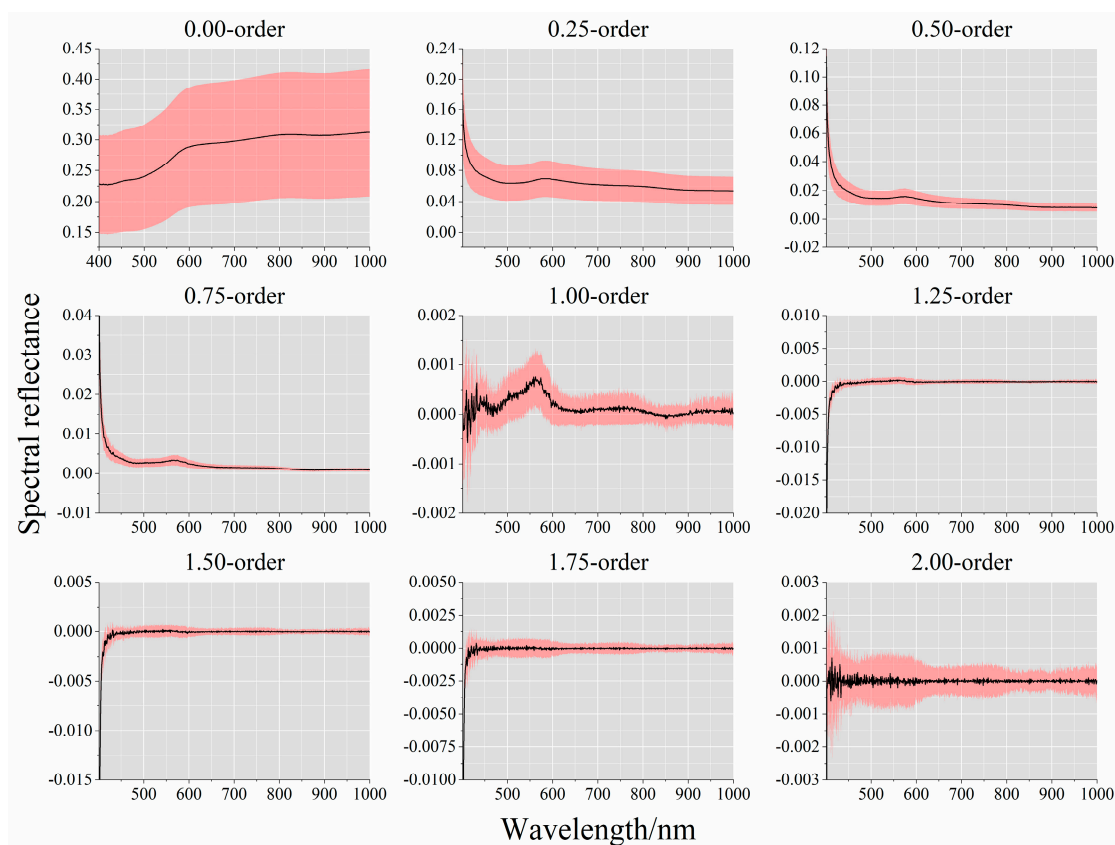 0.00-order 0.25-order 0.50-order
0.45 0.24 0.12
0.40 0.20 0.10
0.35 0.16 0.08
0.30 0.12 0.06
0.25 0.08 0.04
0.20 0.04 0.02
0.15 0.00 0.00
-0.02
400 500 600 700 800 900 1000 500 600 700 800 900 1000 500 600 700 800 900 1000
Spectral reflectance
0.75-order 1.00-order 1.25-order
0.04 0.002 0.010
0.03 0.001 0.005
0.02 0.000 0.000
0.01 -0.001 -0.005
0.00 -0.002 -0.010
-0.01 -0.015
-0.020
500 600 700 800 900 1000 500 600 700 800 900 1000 500 600 700 800 900 1000
1.50-order 1.75-order 2.00-order
0.005 0.0050 0.003
0.000 0.0025 0.002
-0.005 0.0000 0.001
-0.010 -0.0025 0.000
-0.015 -0.0050 -0.001
-0.0075 -0.002
-0.0100 -0.003
500 600 700 800 900 1000 500 600 700 800 900 1000 500 600 700 800 900 1000
Wavelength/nm